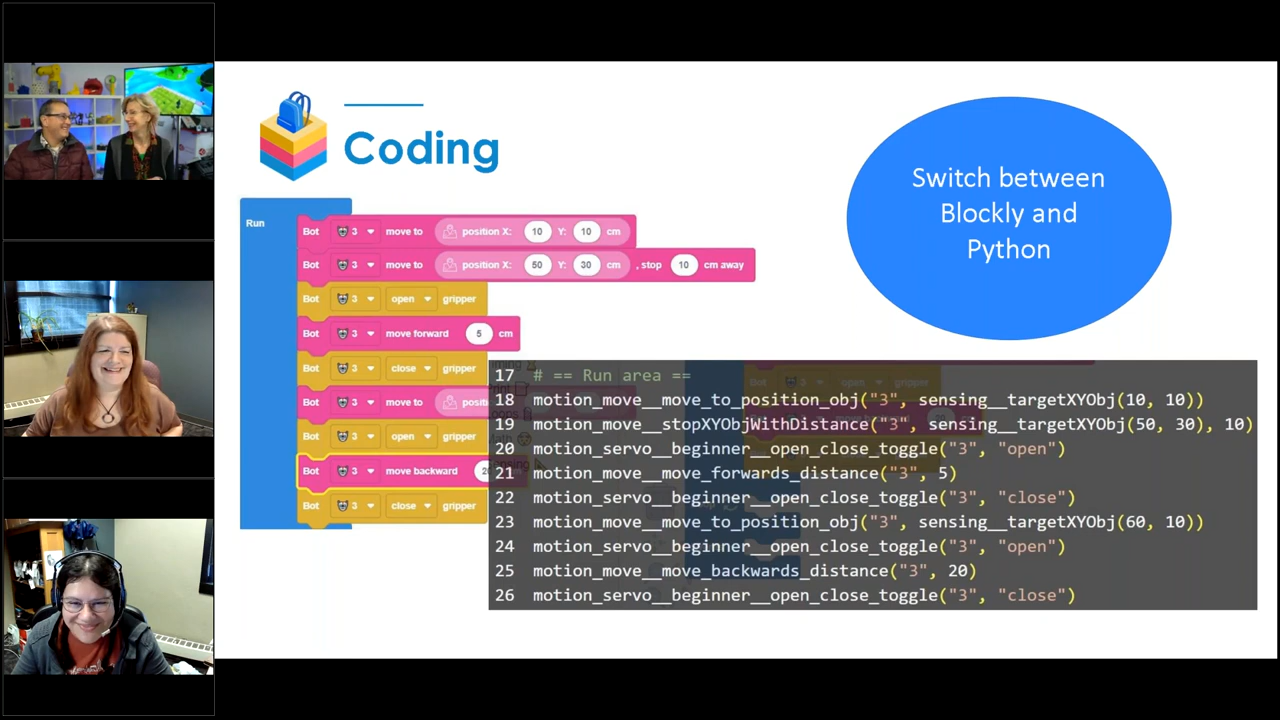 Coding
Switch between
Blockly and
Python
Run
Bot 3 move to position X: 10 Y: 10 cm
Bot 3 move to position X: 50 Y: 30 cm , stop 10 cm away
Bot 3 open gripper
Bot 3 move forward 5 cm
Bot 3 close gripper
Bot 3 move to
Bot 3 open gripper
Bot 3 move backward
Bot 3 close gripper
17 # == Run area ==
18 motion_move__move_to_position_obj("3", sensing__targetXYObj(10, 10))
19 motion_move__stopXYObjWithDistance("3", sensing__targetXYObj(50, 30), 10)
20 motion_servo__beginner__open_close_toggle("3", "open")
21 motion_move__move_forwards_distance("3", 5)
22 motion_servo__beginner__open_close_toggle("3", "close")
23 motion_move__move_to_position_obj("3", sensing__targetXYObj(60, 10))
24 motion_servo__beginner__open_close_toggle("3", "open")
25 motion_move__move_backwards_distance("3", 20)
26 motion_servo__beginner__open_close_toggle("3", "close")